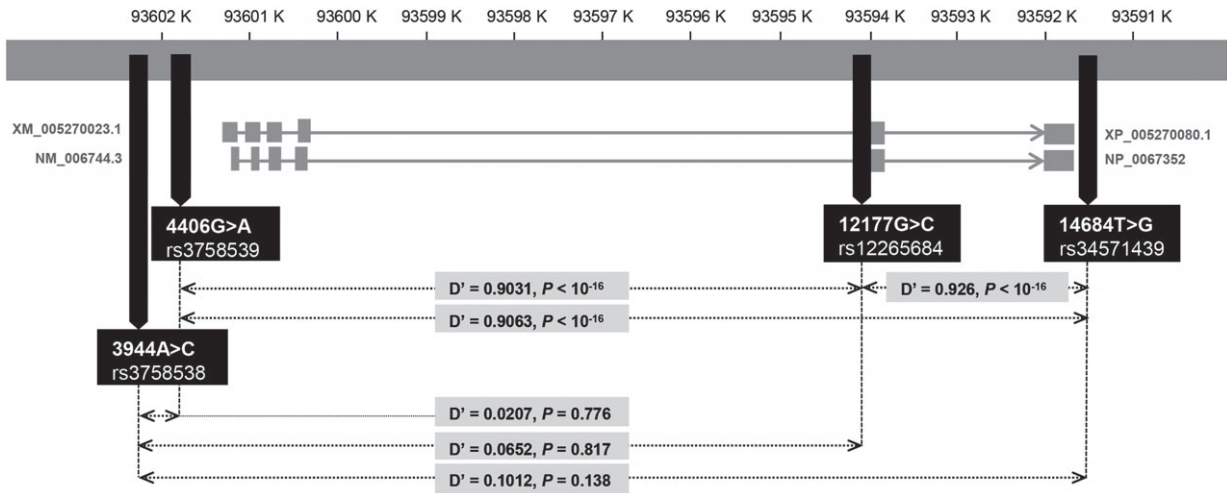 93602 K 93601 K 93600 K 93599 K 93598 K 93597 K 93596 K 93595 K 93594 K 93593 K 93592 K 93591 K
XM_005270023.1
XP_005270080.1
NM_006744.3
NP_0067352
4406G>A
rs3758539
12177G>C
rs12265684
14684T>G
rs34571439
D' = 0.9031, P < 10-16
D' = 0.926, P < 10-16
D' = 0.9063, P < 10-16
3944A>C
rs3758538
D' = 0.0207, P = 0.776
D' = 0.0652, P = 0.817
D' = 0.1012, P = 0.138